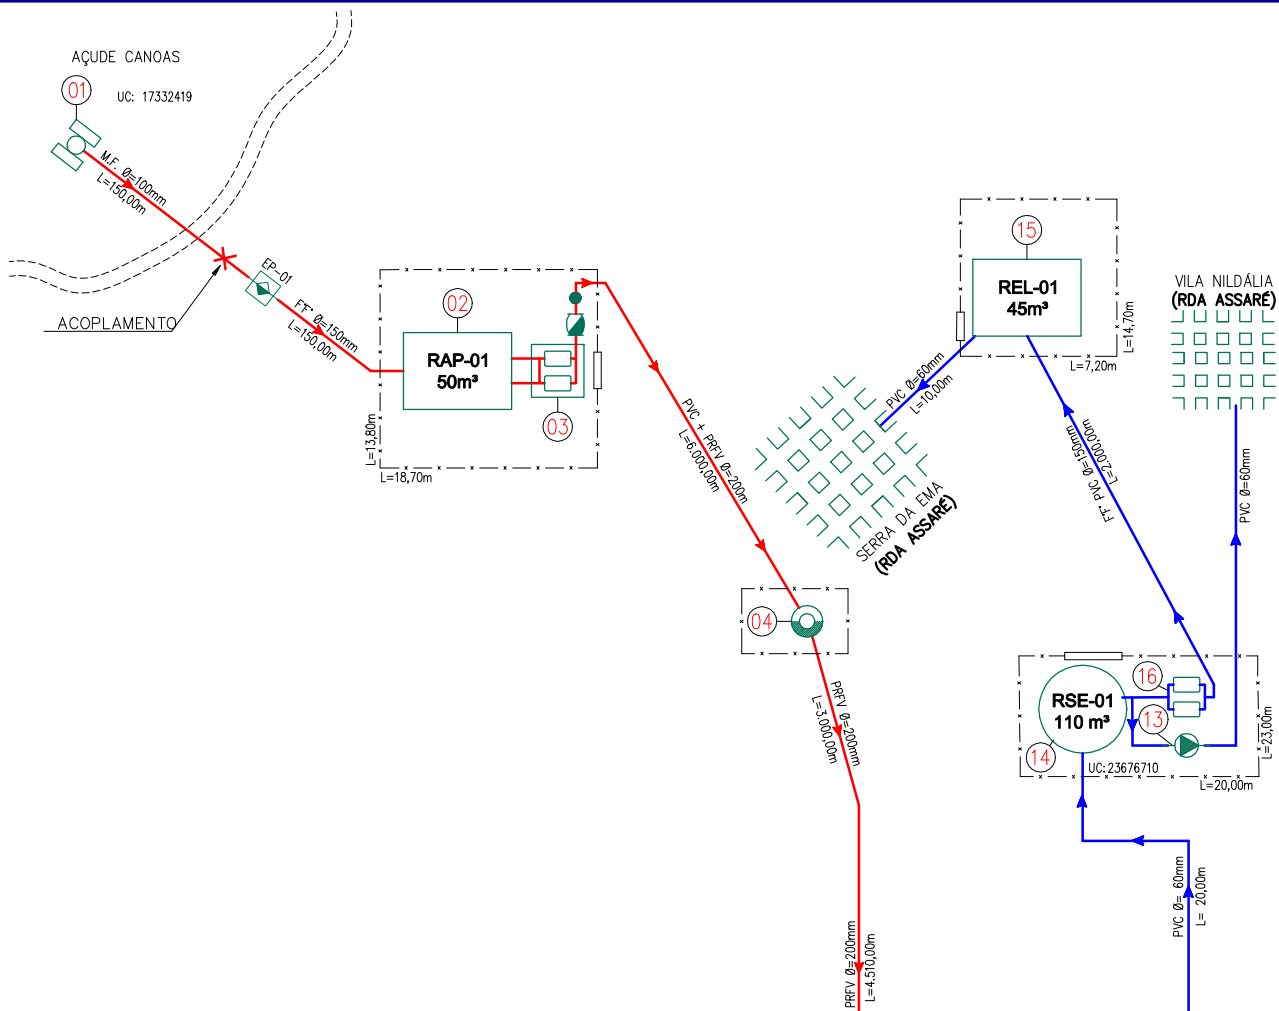 AÇUDE CANOAS
01
UC: 17332419
M.F. Ø=100mm
L=150,00m
ACOPLAMENTO
EP-01
FºFº Ø=150mm
L=150,00m
02
RAP-01
50m³
03
L=13,80m
L=18,70m
PVC + PRFV Ø=200m
L=6.000,00m
04
PRFV Ø=200mm
L=3.000,00m
PRFV Ø=200mm
L=4.510,00m
15
REL-01
45m³
L=14,70m
L=7,20m
PVC Ø=60mm
L=10,00m
SERRA DA EMA
(RDA ASSARÉ)
VILA NILDÁLIA
(RDA ASSARÉ)
FºFº PVC Ø=150mm
L=2.000,00m
PVC Ø=60mm
16
RSE-01
110 m³
13
14
UC:23676710
L=23,00m
L=20,00m
PVC Ø= 60mm
L= 20,00m